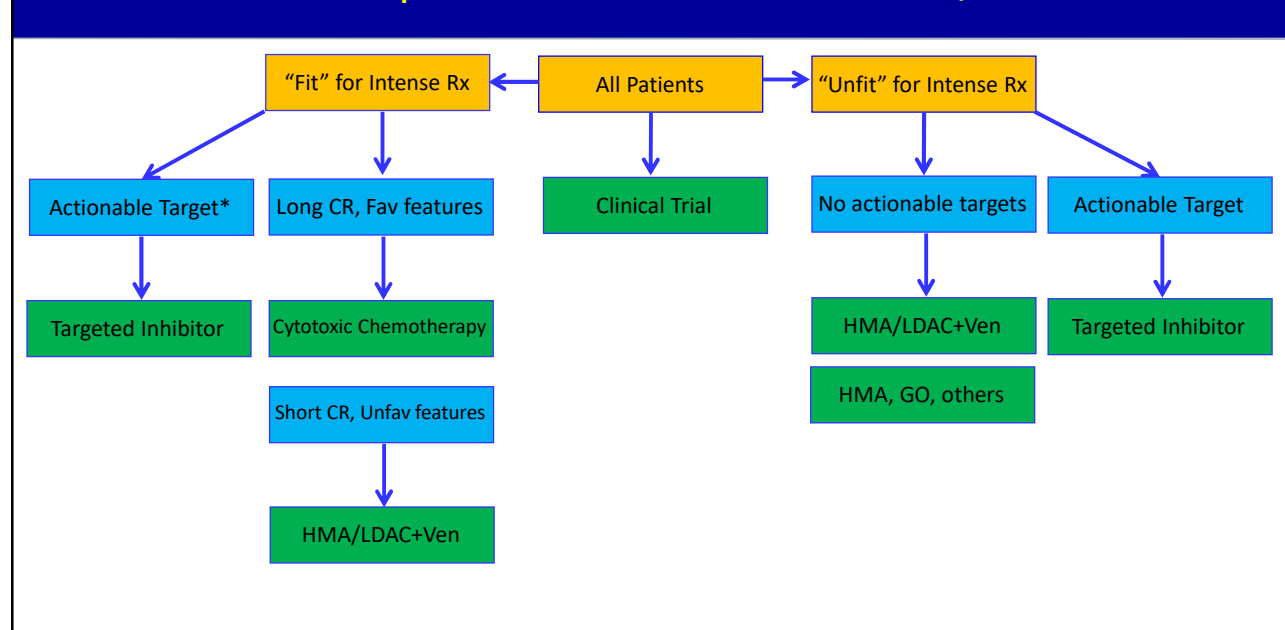 “Fit” for Intense Rx
All Patients
“Unfit” for Intense Rx
Actionable Target*
Long CR, Fav features
Clinical Trial
No actionable targets
Actionable Target
Targeted Inhibitor
Cytotoxic Chemotherapy
HMA/LDAC+Ven
Targeted Inhibitor
Short CR, Unfav features
HMA, GO, others
HMA/LDAC+Ven